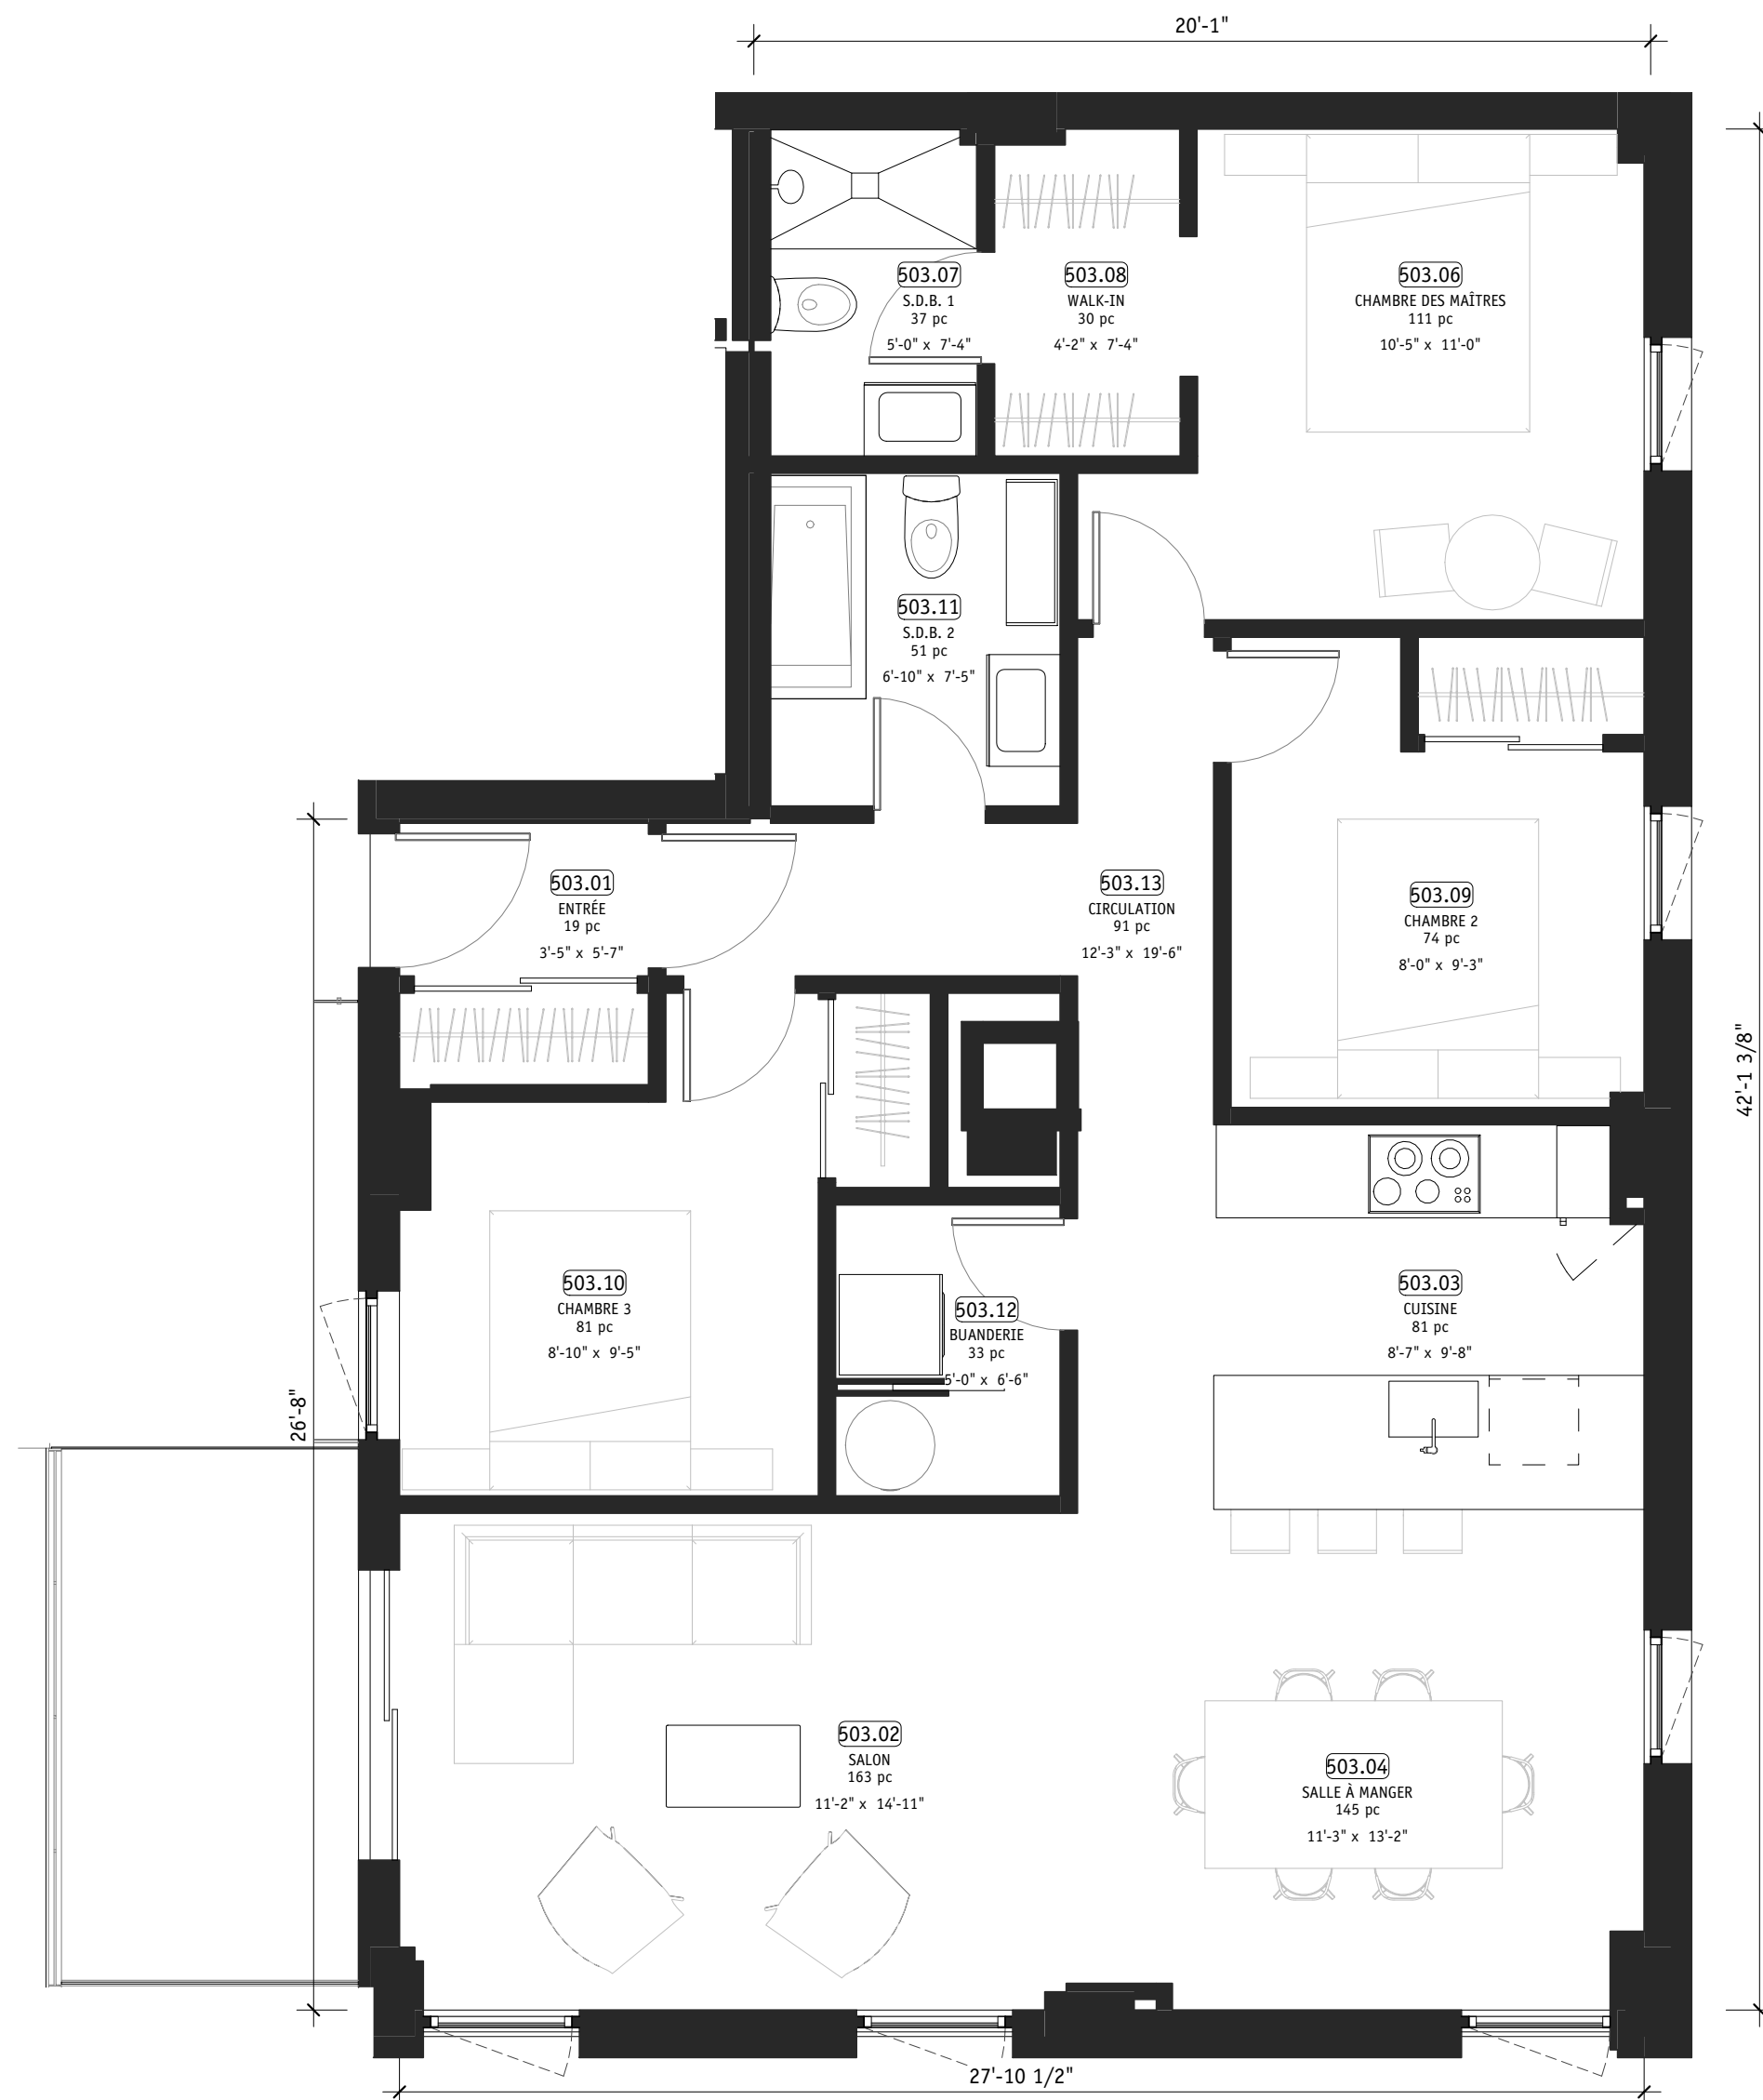 20'-1"
503.07
S.D.B. 1
37 pc
5'-0" x 7'-4"
503.08
WALK-IN
30 pc
4'-2" x 7'-4"
503.06
CHAMBRE DES MAÎTRES
111 pc
10'-5" x 11'-0"
503.11
S.D.B. 2
51 pc
6'-10" x 7'-5"
503.01
ENTRÉE
19 pc
3'-5" x 5'-7"
503.13
CIRCULATION
91 pc
12'-3" x 19'-6"
503.09
CHAMBRE 2
74 pc
8'-0" x 9'-3"
42'-1 3/8"
503.10
CHAMBRE 3
81 pc
8'-10" x 9'-5"
503.12
BUANDERIE
33 pc
5'-0" x 6'-6"
503.03
CUISINE
81 pc
8'-7" x 9'-8"
26'-8"
503.02
SALON
163 pc
11'-2" x 14'-11"
503.04
SALLE À MANGER
145 pc
11'-3" x 13'-2"
27'-10 1/2"